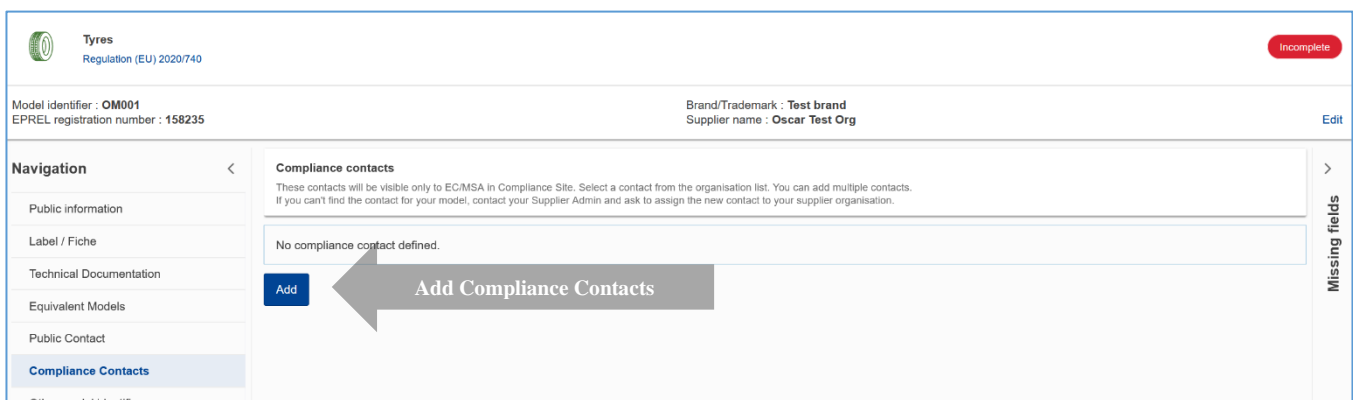 Tyres
Regulation (EU) 2020/740
Incomplete
Model identifier : OM001
EPREL registration number : 158235
Brand/Trademark : Test brand
Supplier name : Oscar Test Org
Edit
Navigation
Public information
Label / Fiche
Technical Documentation
Equivalent Models
Public Contact
Compliance Contacts
Compliance contacts
These contacts will be visible only to EC/MSA in Compliance Site. Select a contact from the organisation list. You can add multiple contacts.
If you can't find the contact for your model, contact your Supplier Admin and ask to assign the new contact to your supplier organisation.
No compliance contact defined.
Add
Add Compliance Contacts
Missing fields